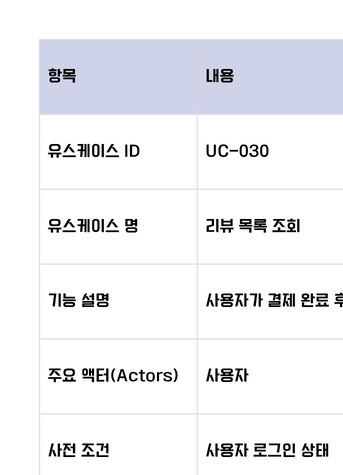 항목 내용
유스케이스 ID UC-030
유스케이스 명 리뷰 목록 조회
기능 설명 사용자가 결제 완료
주요 액터(Actors) 사용자
사전 조건 사용자 로그인 상태